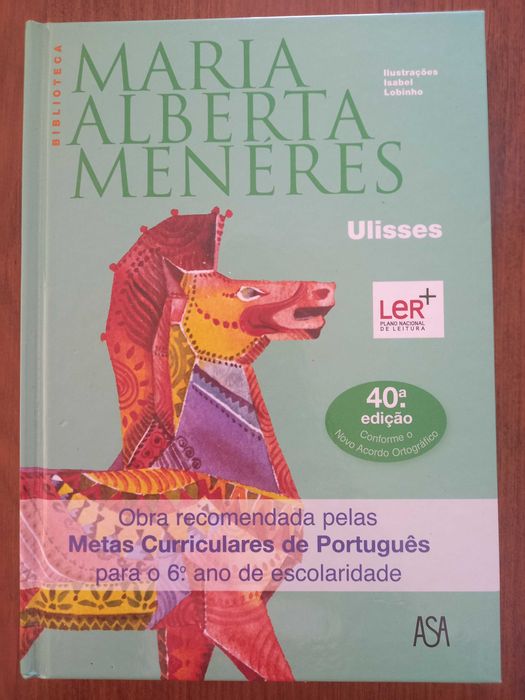 BIBLIOTECA
MARIA
ALBERTA
MENÉRES
Ilustrações
Isabel
Lobinho
Ulisses
LeR+
PLANO NACIONAL
DE LEITURA
40ª.
edição
Conforme o
Novo Acordo Ortográfico
Obra recomendada pelas
Metas Curriculares de Português
para o 6º. ano de escolaridade
ASA